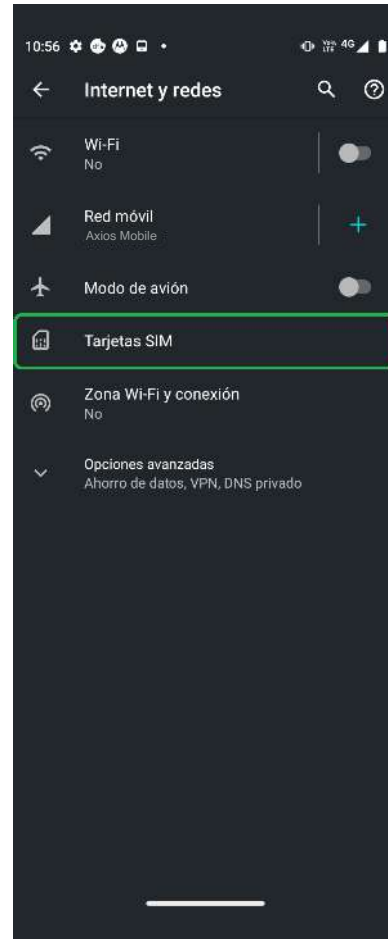 10:56 4G
Internet y redes
Wi-Fi
No
Red móvil
Axios Mobile
Modo de avión
Tarjetas SIM
Zona Wi-Fi y conexión
No
Opciones avanzadas
Ahorro de datos, VPN, DNS privado